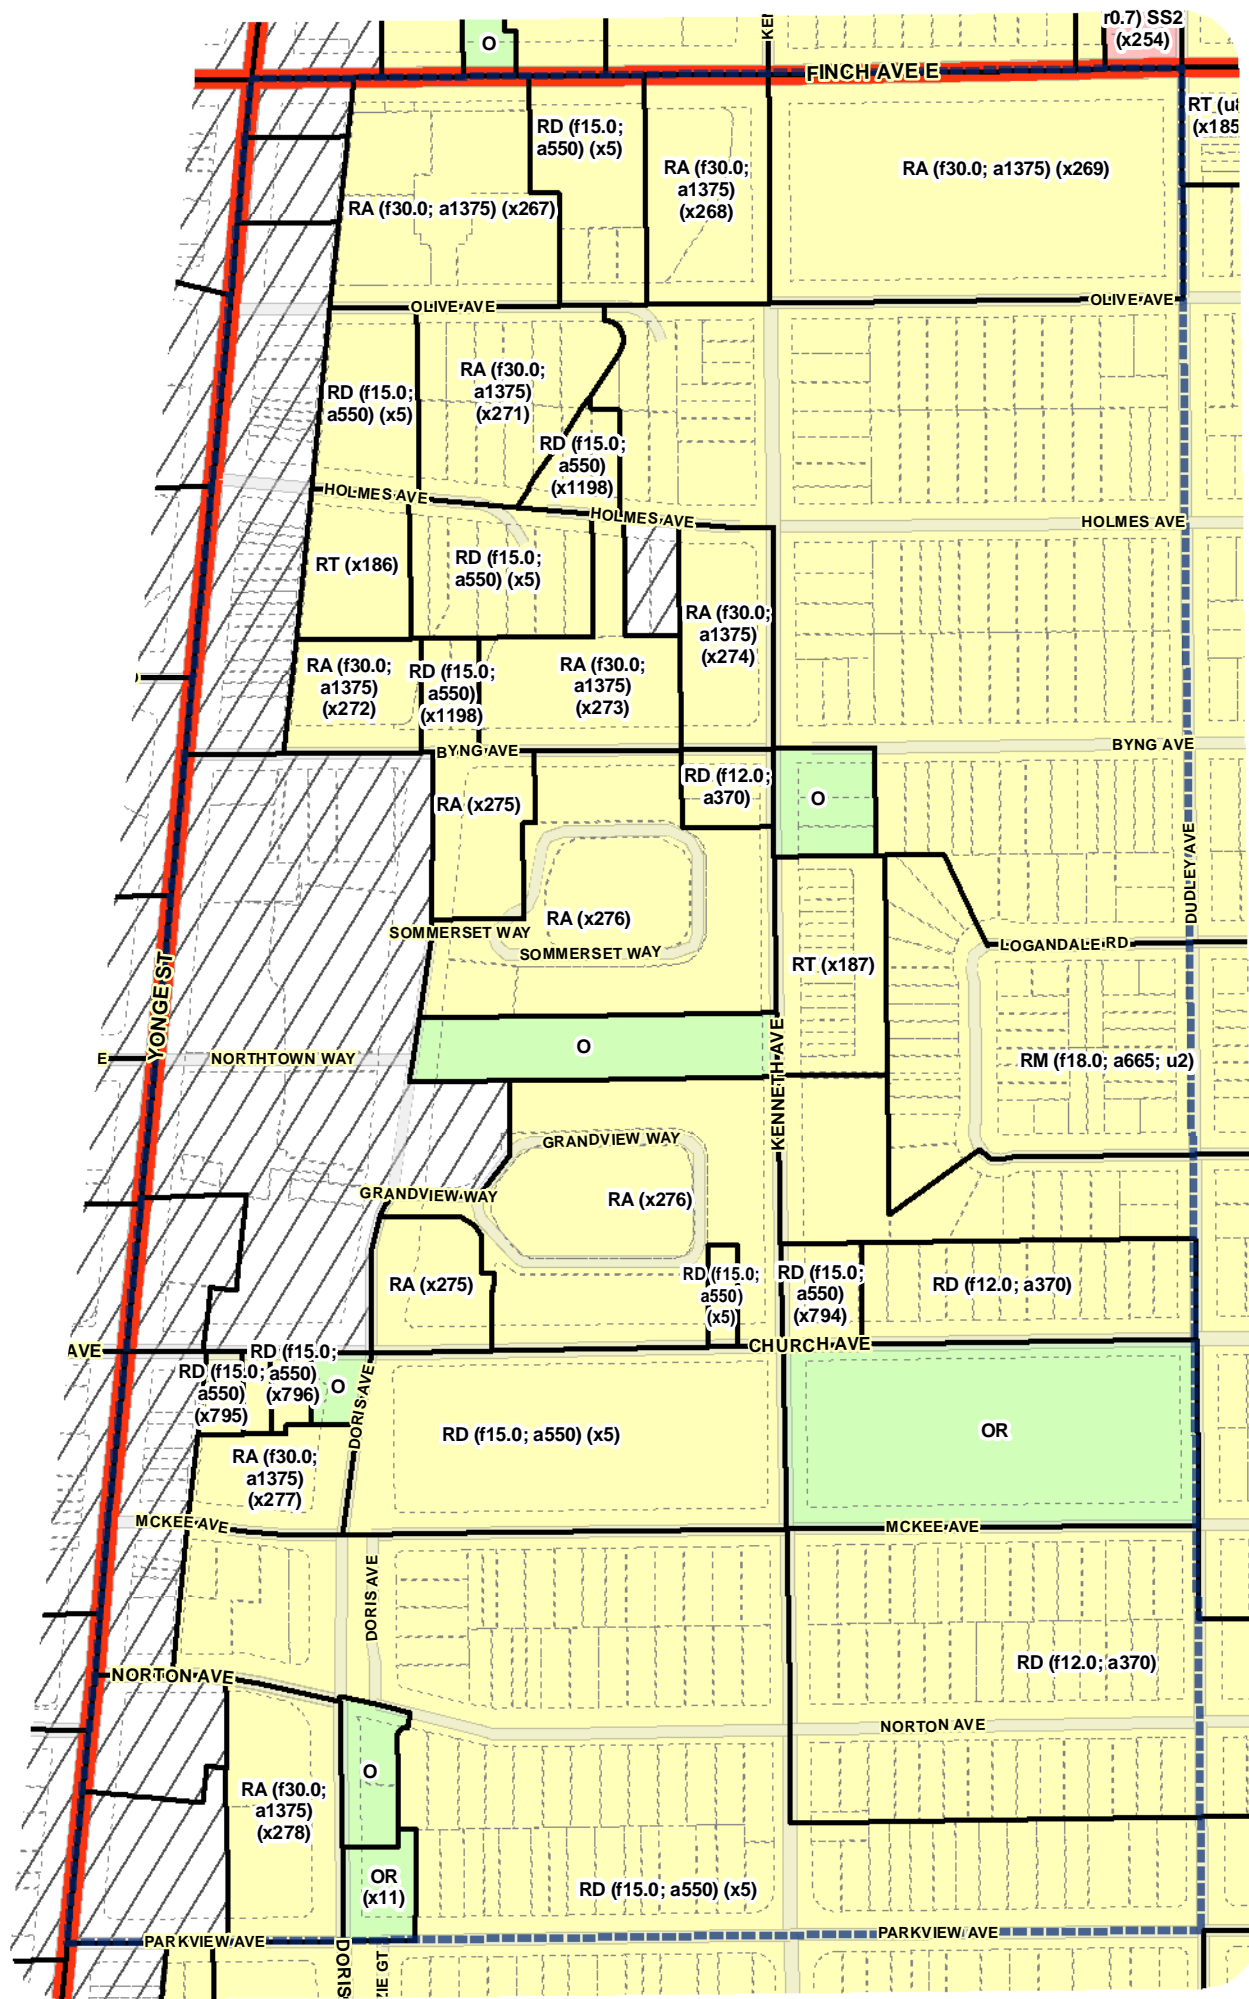 r0.7) SS2
(x254)
O
KE
FINCH AVE E
RT (u
(x185
RD (f15.0;
a550) (x5)
RA (f30.0;
a1375)
(x268)
RA (f30.0; a1375) (x269)
RA (f30.0; a1375) (x267)
OLIVE AVE
OLIVE AVE
RD (f15.0;
a550) (x5)
RA (f30.0;
a1375)
(x271)
RD (f15.0;
a550)
(x1198)
HOLMES AVE
HOLMES AVE
HOLMES AVE
RT (x186)
RD (f15.0;
a550) (x5)
RA (f30.0;
a1375)
(x274)
RA (f30.0;
a1375)
(x272)
RD (f15.0;
a550)
(x1198)
RA (f30.0;
a1375)
(x273)
BYNG AVE
BYNG AVE
RA (x275)
RD (f12.0;
a370)
O
DUDLEY AVE
SOMMERSET WAY
RA (x276)
SOMMERSET WAY
LOGANDALE RD
RT (x187)
YONGE ST
E
NORTHTOWN WAY
O
KENNETH AVE
RM (f18.0; a665; u2)
GRANDVIEW WAY
GRANDVIEW WAY
RA (x276)
RA (x275)
RD (f15.0;
a550)
(x5)
RD (f15.0;
a550)
(x794)
RD (f12.0; a370)
CHURCH AVE
AVE
RD (f15.0;
a550)
(x795)
RD (f15.0;
a550)
(x796)
O
DORIS AVE
RD (f15.0; a550) (x5)
OR
RA (f30.0;
a1375)
(x277)
MCKEE AVE
MCKEE AVE
DORIS AVE
RD (f12.0; a370)
NORTON AVE
NORTON AVE
O
RA (f30.0;
a1375)
(x278)
OR
(x11)
RD (f15.0; a550) (x5)
PARKVIEW AVE
PARKVIEW AVE
DORIS
ZIE GT